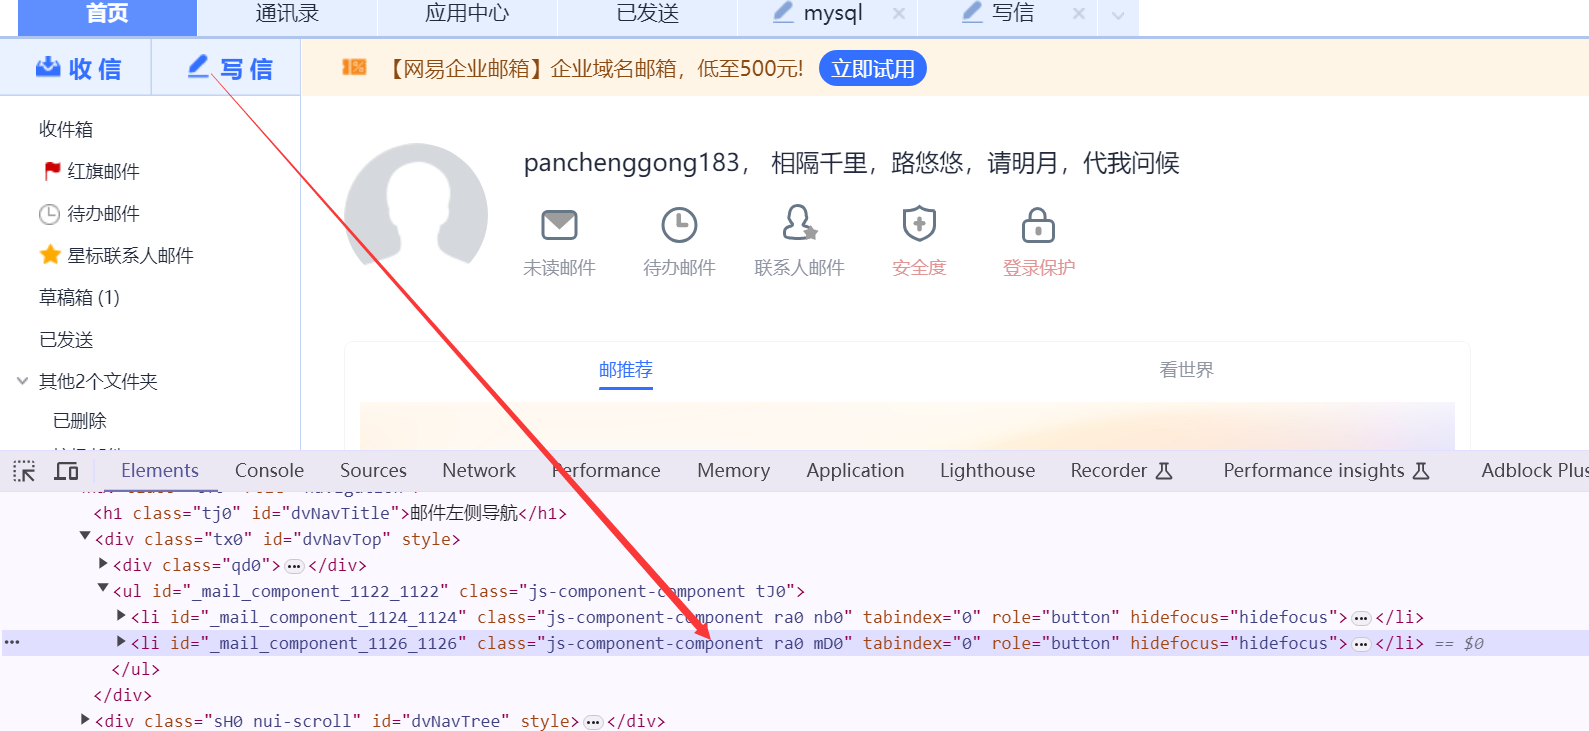 首页 通讯录 应用中心 已发送 mysql × 写信 ×
收 信 写 信 【网易企业邮箱】企业域名邮箱，低至500元! 立即试用
收件箱
红旗邮件
待办邮件
星标联系人邮件
草稿箱 (1)
已发送
其他2个文件夹
已删除
panchenggong183， 相隔千里，路悠悠，请明月，代我问候
未读邮件 待办邮件 联系人邮件 安全度 登录保护
邮推荐 看世界
Elements Console Sources Network Performance Memory Application Lighthouse Recorder Performance insights Adblock Plus
<h1 class="tj0" id="dvNavTitle">邮件左侧导航</h1>
<div class="tx0" id="dvNavTop" style>
<div class="qd0">…</div>
<ul id="_mail_component_1122_1122" class="js-component-component tJ0">
<li id="_mail_component_1124_1124" class="js-component-component ra0 nb0" tabindex="0" role="button" hidefocus="hidefocus">…</li>
<li id="_mail_component_1126_1126" class="js-component-component ra0 mD0" tabindex="0" role="button" hidefocus="hidefocus">…</li> == $0
</ul>
</div>
<div class="sH0 nui-scroll" id="dvNavTree" style>…</div>